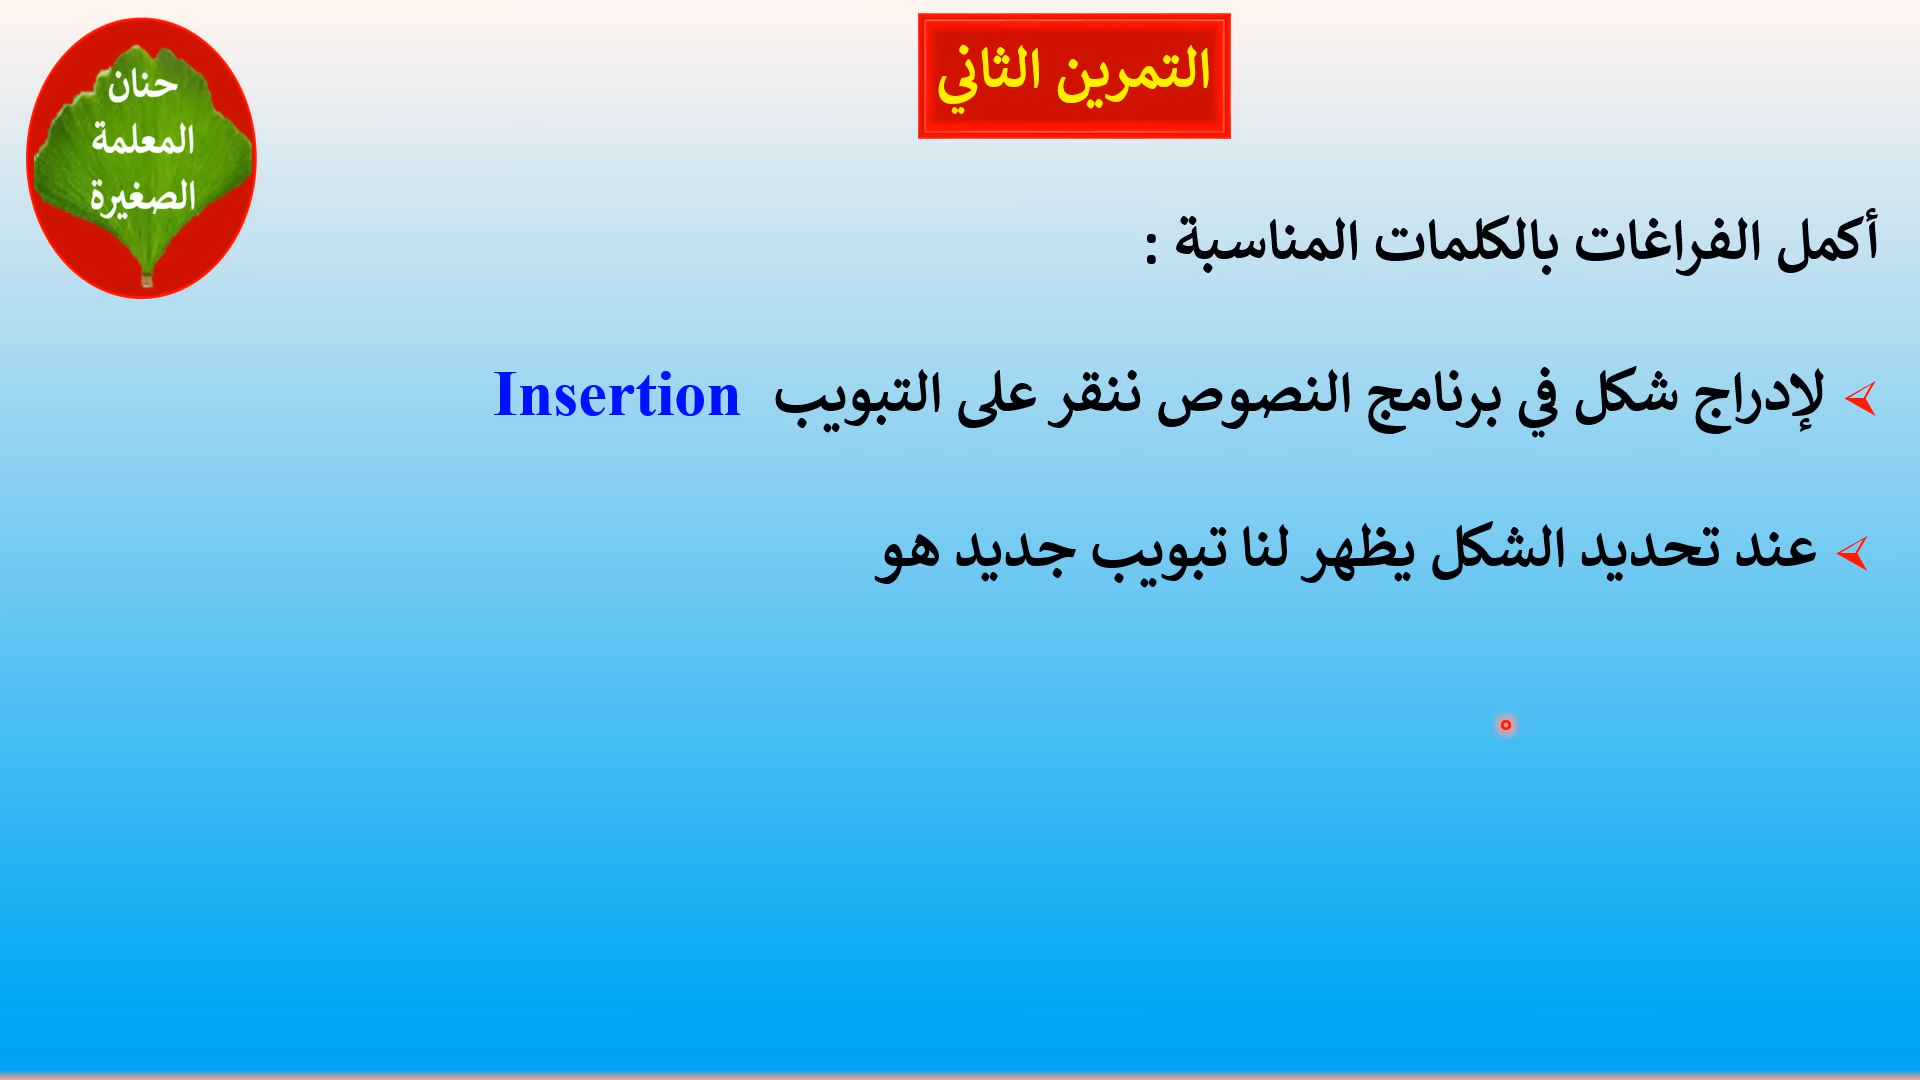 التمرين الثاني
حنان
المعلمة
الصغيرة
أكمل الفراغات بالكلمات المناسبة :
لإدراج شكل في برنامج النصوص ننقر على التبويب Insertion
عند تحديد الشكل يظهر لنا تبويب جديد هو